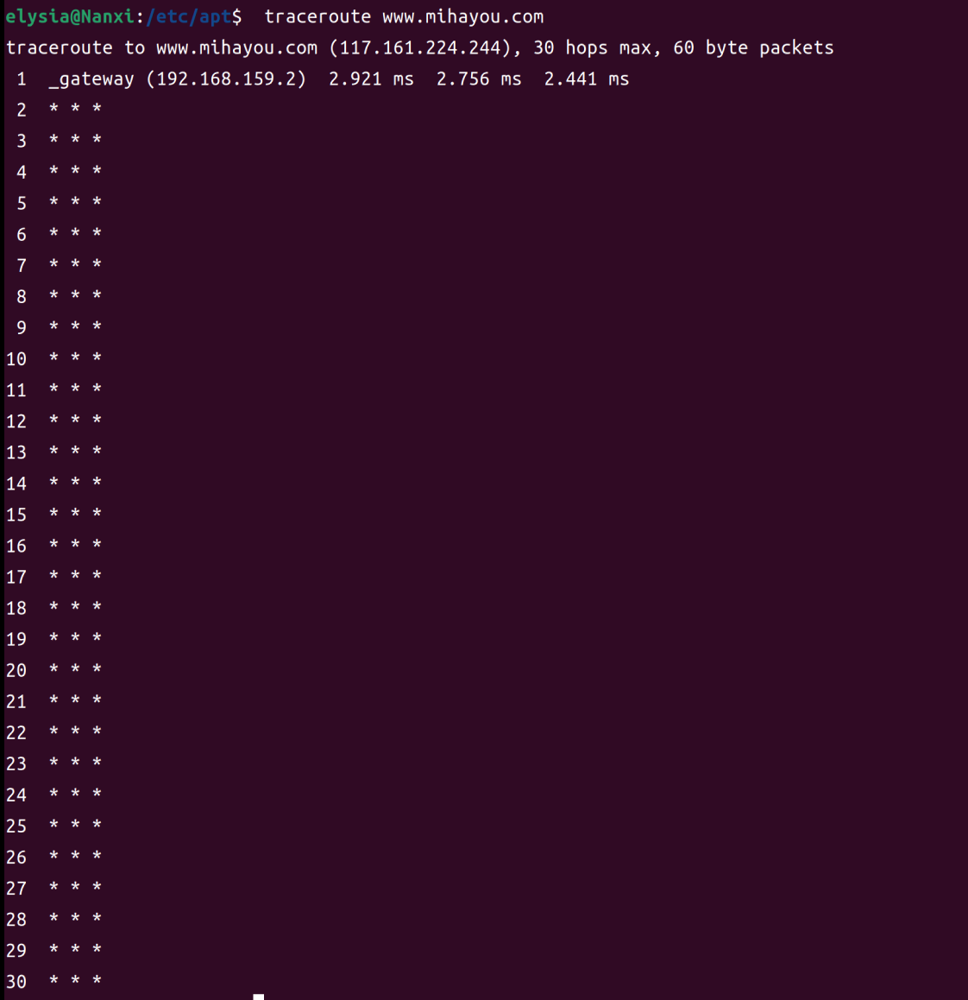 elysia@Nanxi:/etc/apt$  traceroute www.mihayou.com
traceroute to www.mihayou.com (117.161.224.244), 30 hops max, 60 byte packets
 1  _gateway (192.168.159.2)  2.921 ms  2.756 ms  2.441 ms
 2  * * *
 3  * * *
 4  * * *
 5  * * *
 6  * * *
 7  * * *
 8  * * *
 9  * * *
10  * * *
11  * * *
12  * * *
13  * * *
14  * * *
15  * * *
16  * * *
17  * * *
18  * * *
19  * * *
20  * * *
21  * * *
22  * * *
23  * * *
24  * * *
25  * * *
26  * * *
27  * * *
28  * * *
29  * * *
30  * * *